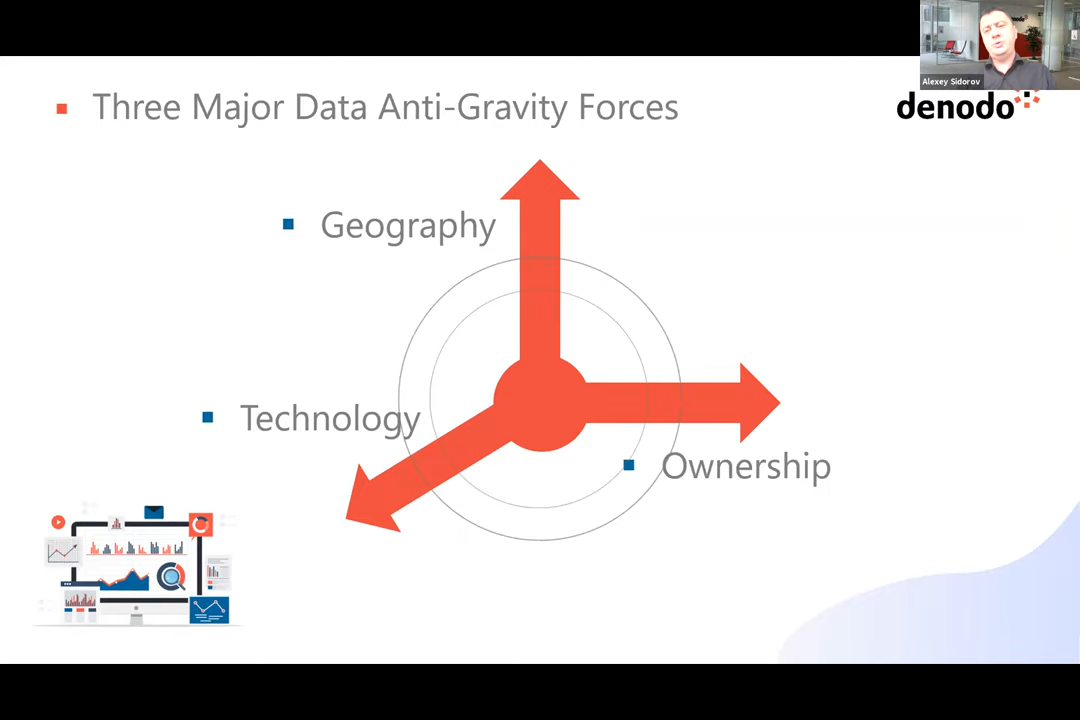 Alexey Sidorov
denodo
Three Major Data Anti-Gravity Forces
Geography
Technology
Ownership